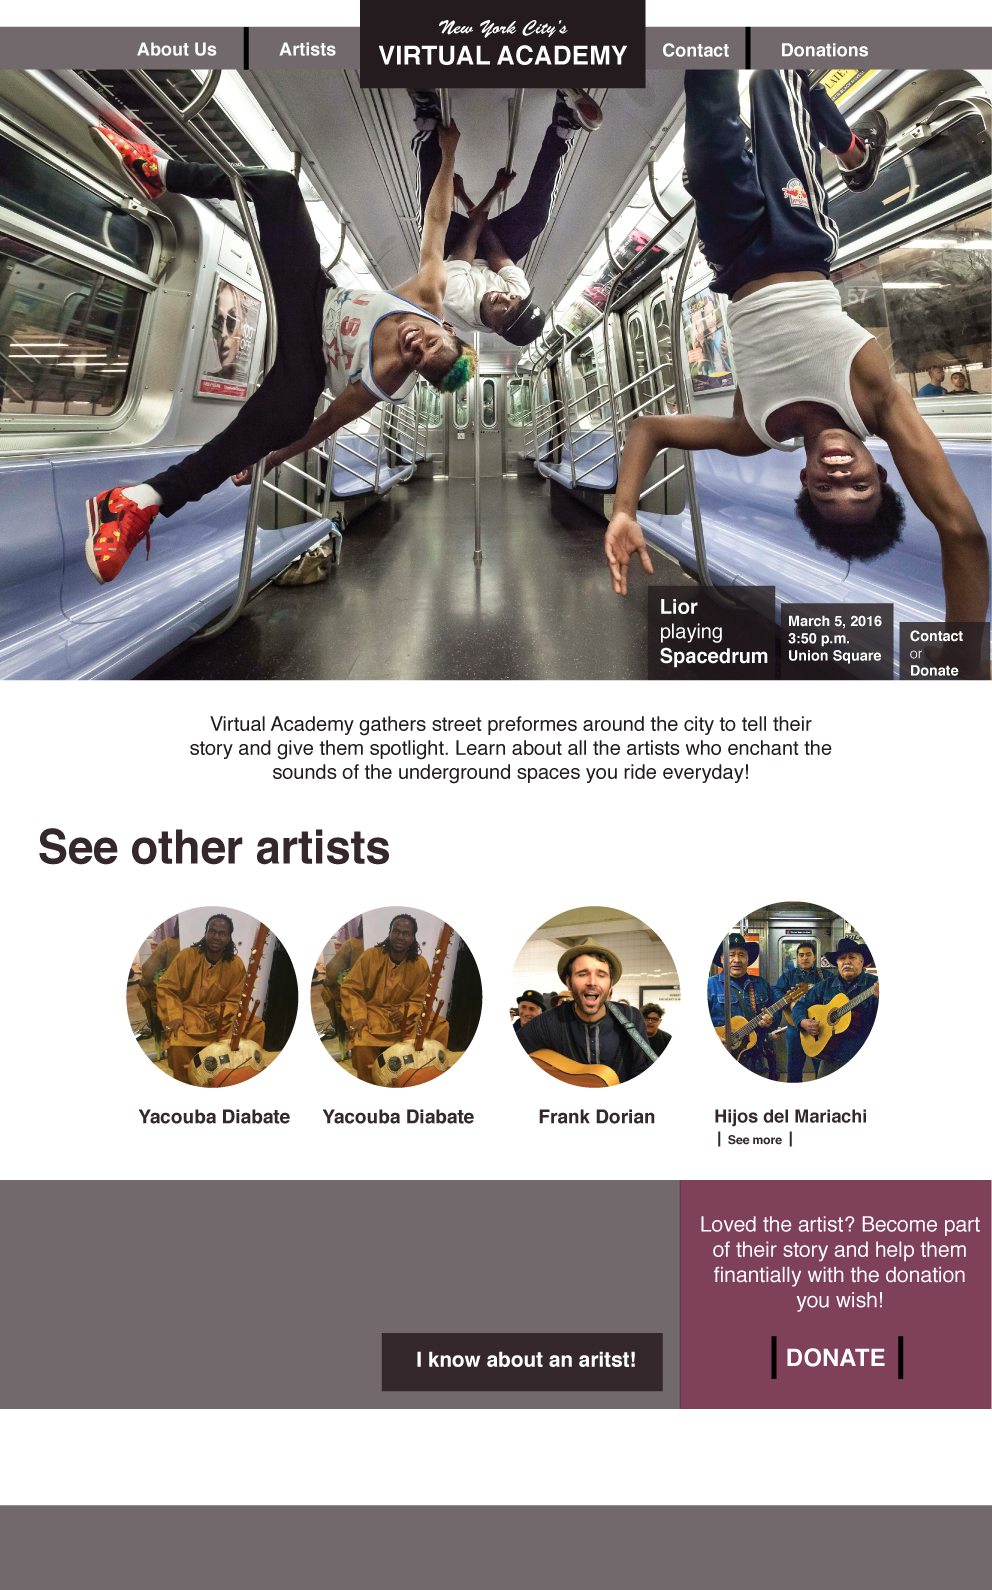 New York City's
About Us
Artists
VIRTUAL ACADEMY
Contact
Donations
LATE
Lior
playing
Spacedrum
March 5, 2016
3:50 p.m.
Union Square
Contact
or
Donate
Virtual Academy gathers street preformes around the city to tell their
story and give them spotlight. Learn about all the artists who enchant the
sounds of the underground spaces you ride everyday!
See other artists
Yacouba Diabate
Yacouba Diabate
Frank Dorian
Hijos del Mariachi
| See more |
Loved the artist? Become part
of their story and help them
finantially with the donation
you wish!
I know about an aritst!
DONATE